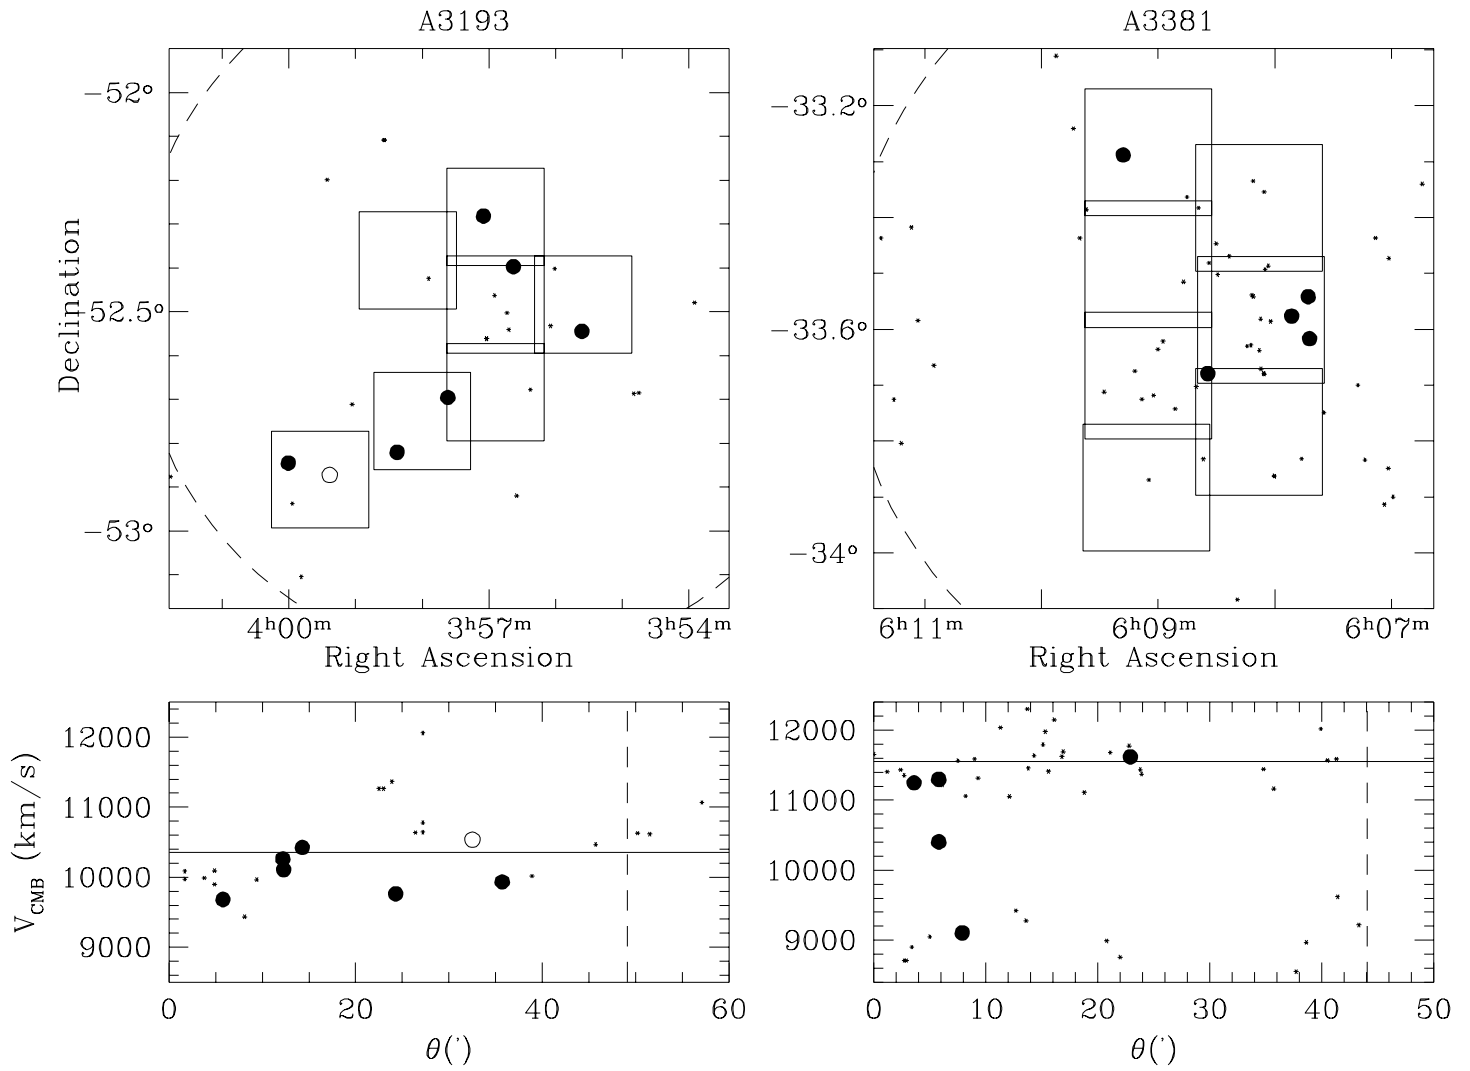 A3193
A3381
Declination
−52°
−52.5°
−53°
4ʰ00ᵐ
3ʰ57ᵐ
3ʰ54ᵐ
Right Ascension
−33.2°
−33.6°
−34°
6ʰ11ᵐ
6ʰ09ᵐ
6ʰ07ᵐ
Right Ascension
V_CMB (km/s)
12000
11000
10000
9000
0 20 40 60
θ(')
12000
11000
10000
9000
0 10 20 30 40 50
θ(')